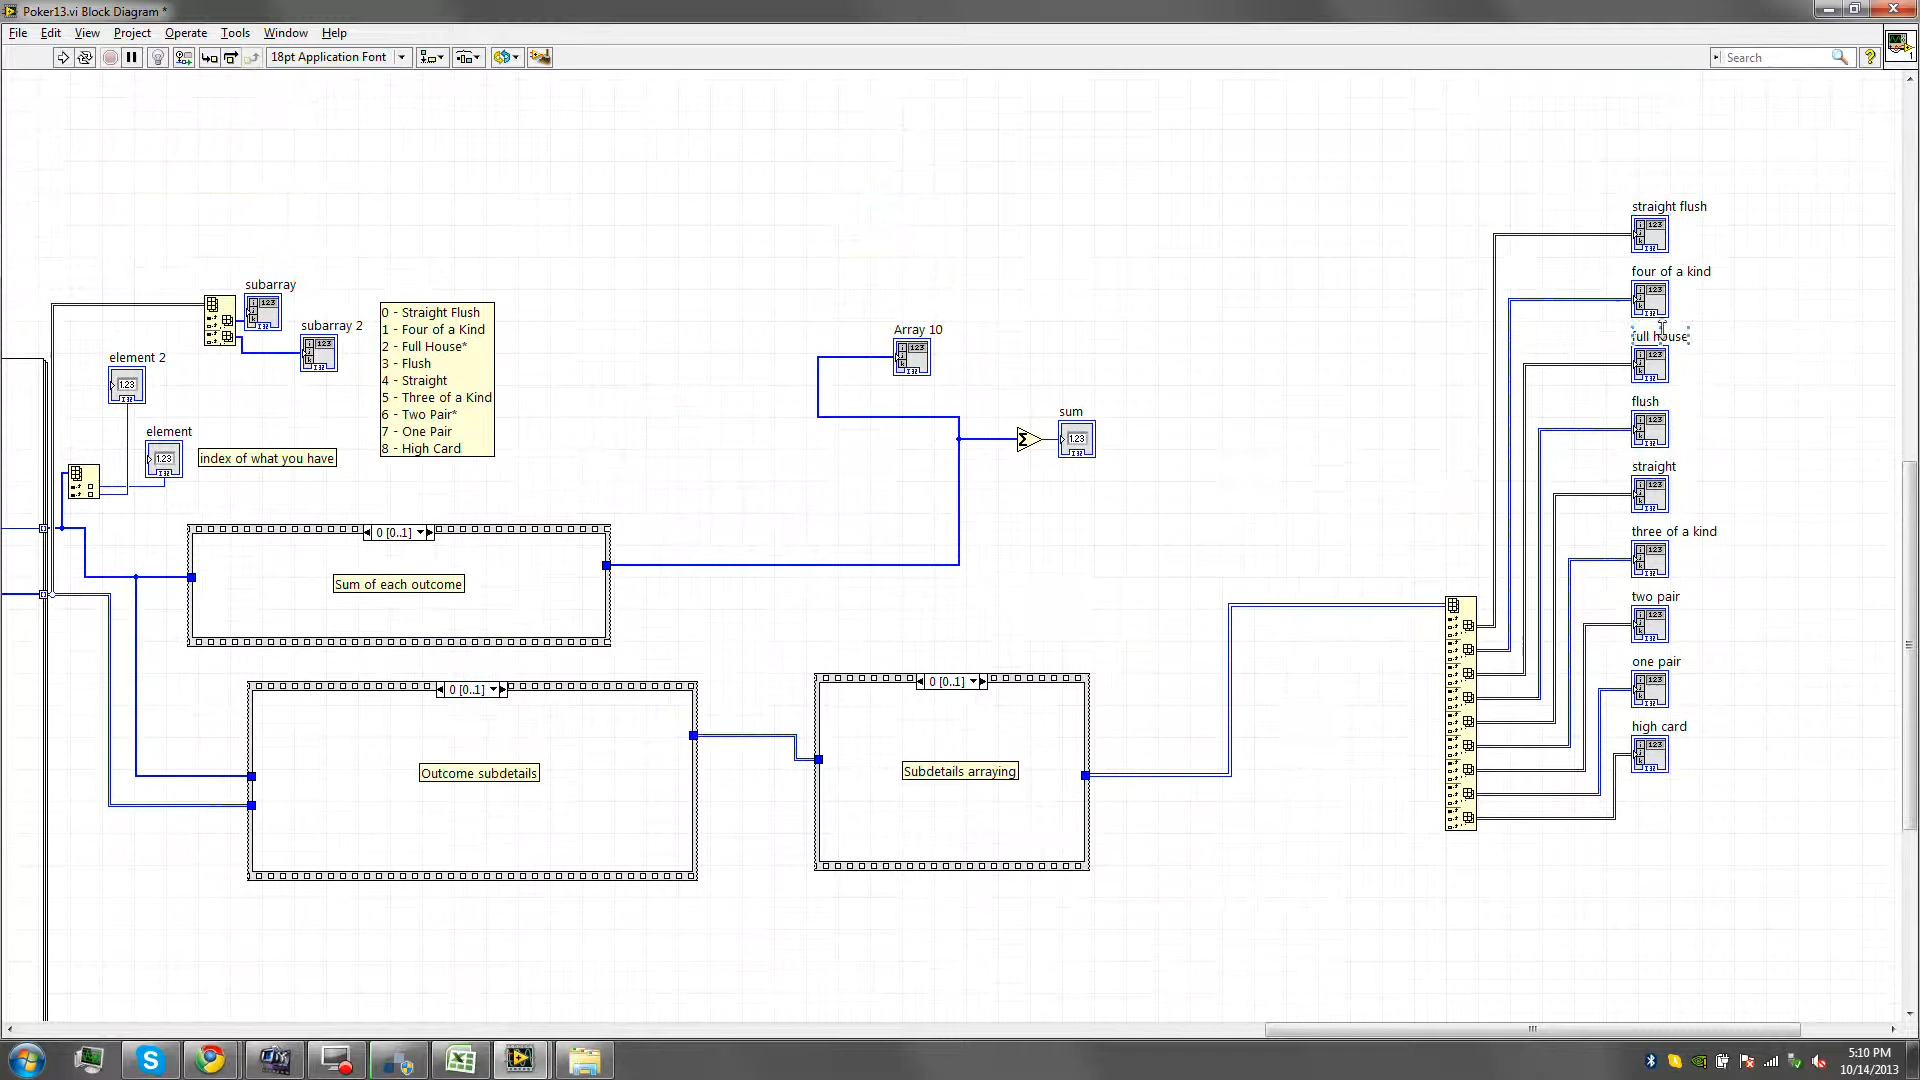 Poker13.vi Block Diagram *
File Edit View Project Operate Tools Window Help
18pt Application Font
Search
straight flush
four of a kind
full house
flush
straight
three of a kind
two pair
one pair
high card
subarray
subarray 2
element 2
element
index of what you have
0 - Straight Flush
1 - Four of a Kind
2 - Full House*
3 - Flush
4 - Straight
5 - Three of a Kind
6 - Two Pair*
7 - One Pair
8 - High Card
Array 10
sum
0 [0..1]
Sum of each outcome
0 [0..1]
Outcome subdetails
0 [0..1]
Subdetails arraying
5:10 PM
10/14/2013